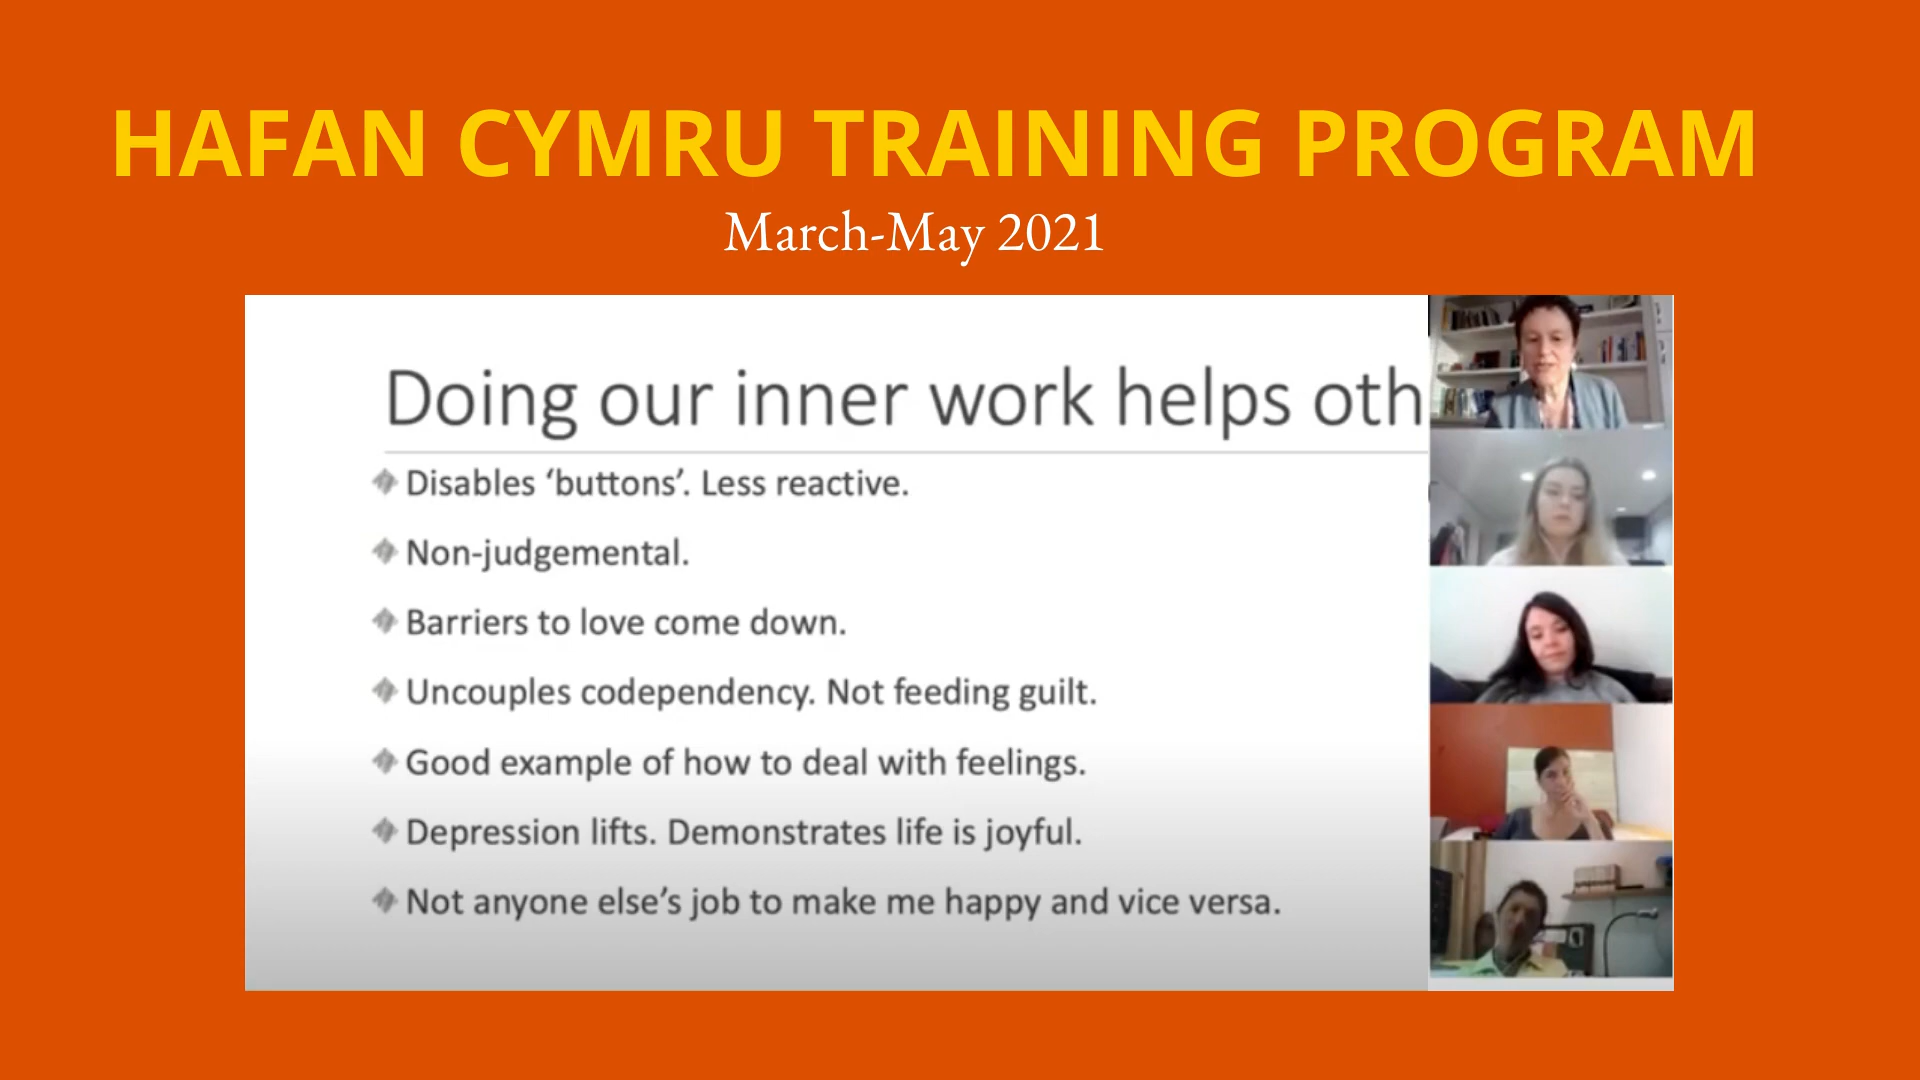 HAFAN CYMRU TRAINING PROGRAM
March-May 2021
Doing our inner work helps oth
Disables ‘buttons’. Less reactive.
Non-judgemental.
Barriers to love come down.
Uncouples codependency. Not feeding guilt.
Good example of how to deal with feelings.
Depression lifts. Demonstrates life is joyful.
Not anyone else’s job to make me happy and vice versa.